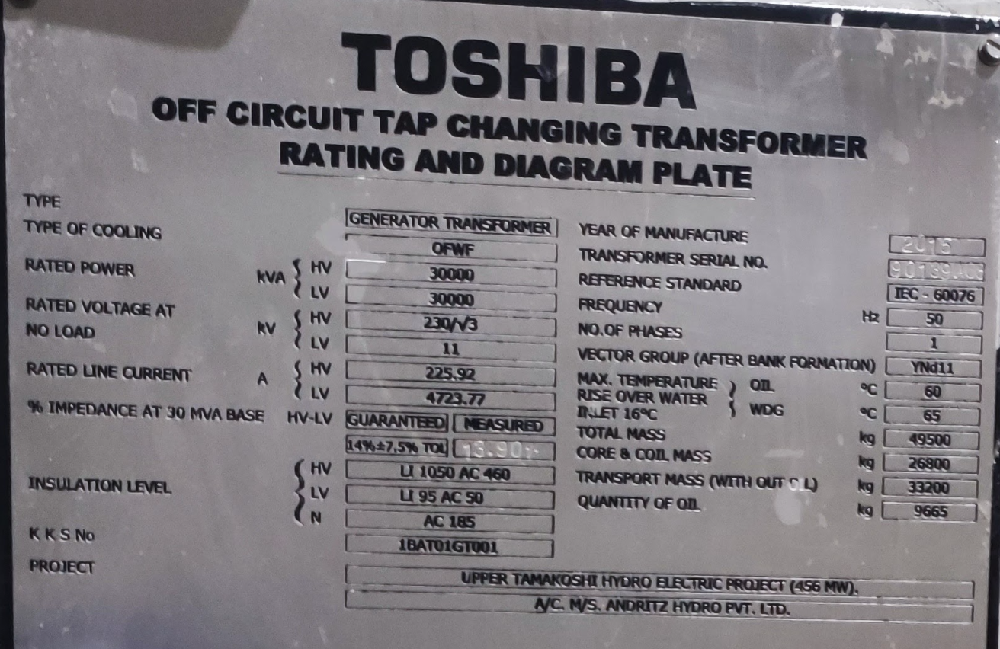 TOSHIBA
OFF CIRCUIT TAP CHANGING TRANSFORMER
RATING AND DIAGRAM PLATE
TYPE GENERATOR TRANSFORMER
TYPE OF COOLING OFWF
RATED POWER kVA HV 30000
LV 30000
RATED VOLTAGE AT NO LOAD kV HV 230/√3
LV 11
RATED LINE CURRENT A HV 225.92
LV 4723.77
% IMPEDANCE AT 30 MVA BASE HV-LV GUARANTEED MEASURED
14%±7.5% TOL
INSULATION LEVEL HV LI 1050 AC 460
LV LI 95 AC 50
N AC 185
K K S No 1BAT01GT001
PROJECT UPPER TAMAKOSHI HYDRO ELECTRIC PROJECT (456 MW).
A/C. M/S. ANDRITZ HYDRO PVT. LTD.
YEAR OF MANUFACTURE 2015
TRANSFORMER SERIAL NO.
REFERENCE STANDARD IEC - 60076
FREQUENCY Hz 50
NO.OF PHASES 1
VECTOR GROUP (AFTER BANK FORMATION) YNd11
MAX. TEMPERATURE OIL °C 60
RISE OVER WATER
INLET 16°C WDG °C 65
TOTAL MASS kg 49500
CORE & COIL MASS kg 26800
TRANSPORT MASS (WITH OUT OIL) kg 33200
QUANTITY OF OIL kg 9665